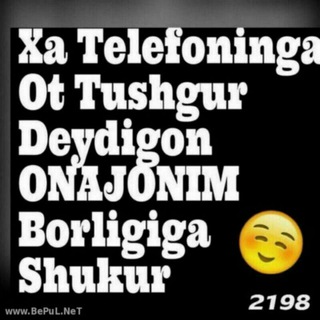 Xa Telefoninga
Ot Tushgur
Deydigon
ONAJONIM
Borligiga
Shukur
2198
www.BePuL.NeT